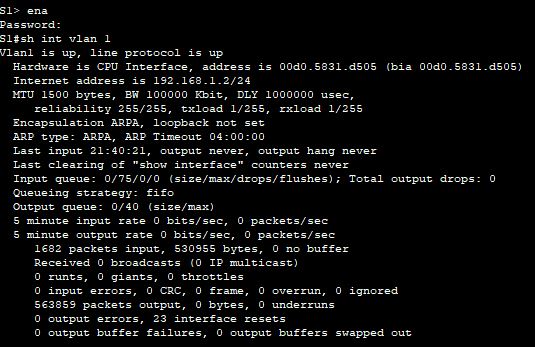 S1> ena
Password:
S1#sh int vlan 1
Vlan1 is up, line protocol is up
Hardware is CPU Interface, address is 00d0.5831.d505 (bia 00d0.5831.d505)
Internet address is 192.168.1.2/24
MTU 1500 bytes, BW 100000 Kbit, DLY 1000000 usec,
reliability 255/255, txload 1/255, rxload 1/255
Encapsulation ARPA, loopback not set
ARP type: ARPA, ARP Timeout 04:00:00
Last input 21:40:21, output never, output hang never
Last clearing of "show interface" counters never
Input queue: 0/75/0/0 (size/max/drops/flushes); Total output drops: 0
Queueing strategy: fifo
Output queue: 0/40 (size/max)
5 minute input rate 0 bits/sec, 0 packets/sec
5 minute output rate 0 bits/sec, 0 packets/sec
1682 packets input, 530955 bytes, 0 no buffer
Received 0 broadcasts (0 IP multicast)
0 runts, 0 giants, 0 throttles
0 input errors, 0 CRC, 0 frame, 0 overrun, 0 ignored
563859 packets output, 0 bytes, 0 underruns
0 output errors, 23 interface resets
0 output buffer failures, 0 output buffers swapped out